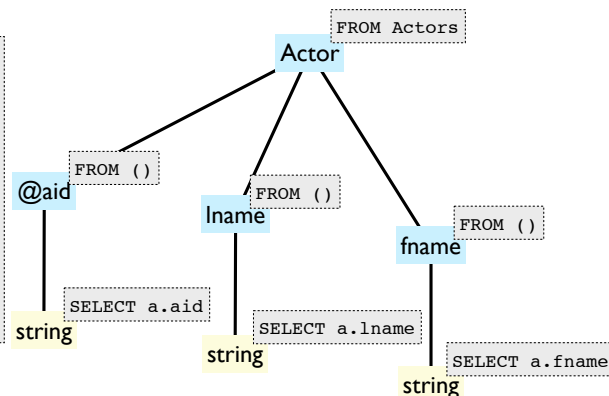 FROM Actors
Actor
FROM ()
@aid
FROM ()
lname
FROM ()
fname
SELECT a.aid
string
SELECT a.lname
string
SELECT a.fname
string